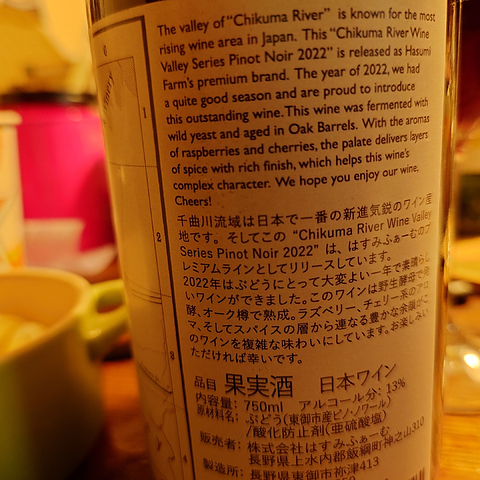 The valley of "Chikuma River" is known for the most
rising wine area in Japan. This "Chikuma River Wine
Valley Series Pinot Noir 2022" is released as Hasumi
Farm's premium brand. The year of 2022, we had
a quite good season and are proud to introduce
this outstanding wine. This wine was fermented with
wild yeast and aged in Oak Barrels. With the aromas
of raspberries and cherries, the palate delivers layers
of spice with rich finish, which helps this wine's
complex character. We hope you enjoy our wine.
Cheers!
千曲川流域は日本で一番の新進気鋭のワイン産
地です。そしてこの "Chikuma River Wine Valley
Series Pinot Noir 2022" は、はすみふぁーむのプ
レミアムラインとしてリリースしています。
2022年はぶどうにとって大変よい一年で素晴らし
いワインができました。このワインは野生酵母で発
酵、オーク樽で熟成。ラズベリー、チェリー系のアロ
マ、そしてスパイスの層から連なる豊かな余韻がこ
のワインを複雑な味わいにしています。お楽しみい
ただければ幸いです。
品目 果実酒 日本ワイン
内容量: 750ml アルコール分: 13%
原材料名: ぶどう(東御市産ピノ・ノワール)
/酸化防止剤(亜硫酸塩)
販売者: 株式会社はすみふぁーむ
長野県上水内郡飯綱町神之山310
製造所: 長野県東御市祢津413
1
2
3
4